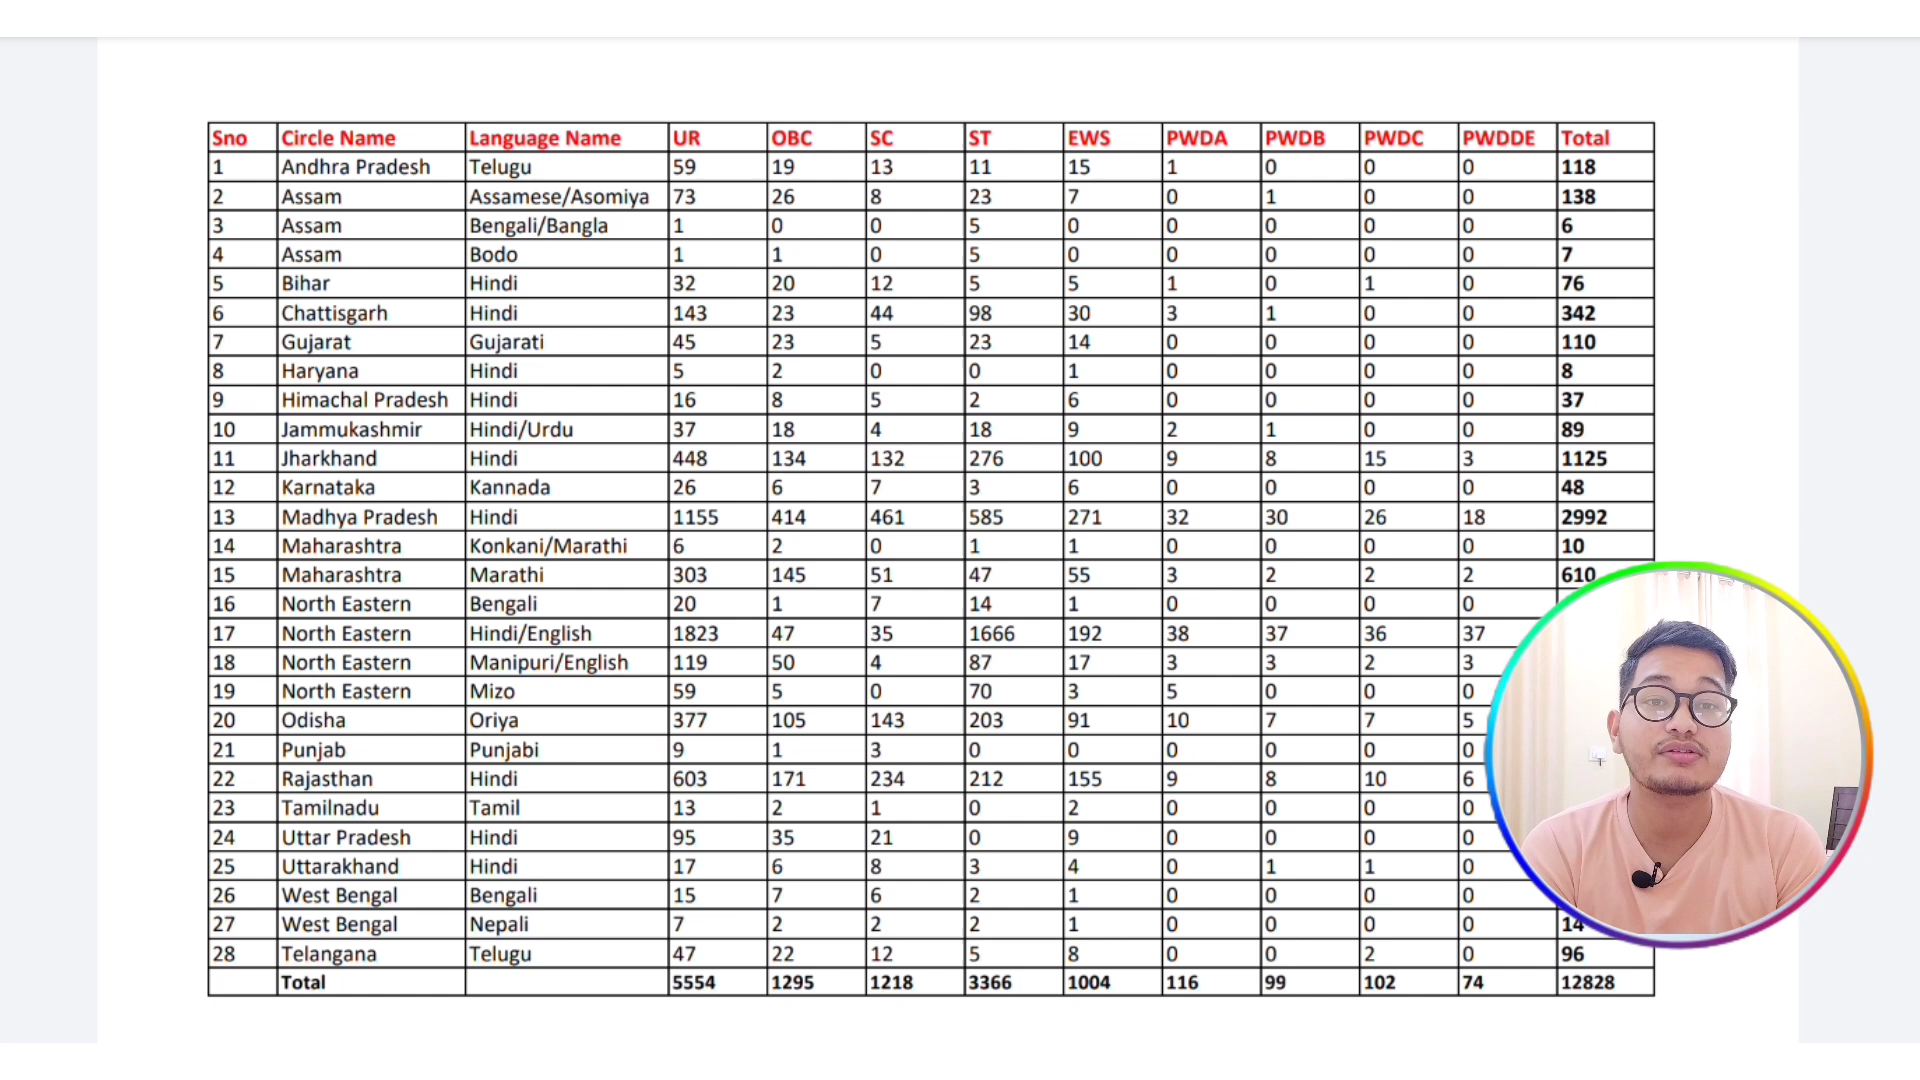 Sno Circle Name Language Name UR OBC SC ST EWS PWDA PWDB PWDC PWDDE Total
1 Andhra Pradesh Telugu 59 19 13 11 15 1 0 0 0 118
2 Assam Assamese/Asomiya 73 26 8 23 7 0 1 0 0 138
3 Assam Bengali/Bangla 1 0 0 5 0 0 0 0 0 6
4 Assam Bodo 1 1 0 5 0 0 0 0 0 7
5 Bihar Hindi 32 20 12 5 5 1 0 1 0 76
6 Chattisgarh Hindi 143 23 44 98 30 3 1 0 0 342
7 Gujarat Gujarati 45 23 5 23 14 0 0 0 0 110
8 Haryana Hindi 5 2 0 0 1 0 0 0 0 8
9 Himachal Pradesh Hindi 16 8 5 2 6 0 0 0 0 37
10 Jammukashmir Hindi/Urdu 37 18 4 18 9 2 1 0 0 89
11 Jharkhand Hindi 448 134 132 276 100 9 8 15 3 1125
12 Karnataka Kannada 26 6 7 3 6 0 0 0 0 48
13 Madhya Pradesh Hindi 1155 414 461 585 271 32 30 26 18 2992
14 Maharashtra Konkani/Marathi 6 2 0 1 1 0 0 0 0 10
15 Maharashtra Marathi 303 145 51 47 55 3 2 2 2 610
16 North Eastern Bengali 20 1 7 14 1 0 0 0 0
17 North Eastern Hindi/English 1823 47 35 1666 192 38 37 36 37
18 North Eastern Manipuri/English 119 50 4 87 17 3 3 2 3
19 North Eastern Mizo 59 5 0 70 3 5 0 0 0
20 Odisha Oriya 377 105 143 203 91 10 7 7 5
21 Punjab Punjabi 9 1 3 0 0 0 0 0 0
22 Rajasthan Hindi 603 171 234 212 155 9 8 10 6
23 Tamilnadu Tamil 13 2 1 0 2 0 0 0 0
24 Uttar Pradesh Hindi 95 35 21 0 9 0 0 0 0
25 Uttarakhand Hindi 17 6 8 3 4 0 1 1 0
26 West Bengal Bengali 15 7 6 2 1 0 0 0 0
27 West Bengal Nepali 7 2 2 2 1 0 0 0 0 14
28 Telangana Telugu 47 22 12 5 8 0 0 2 0 96
Total 5554 1295 1218 3366 1004 116 99 102 74 12828